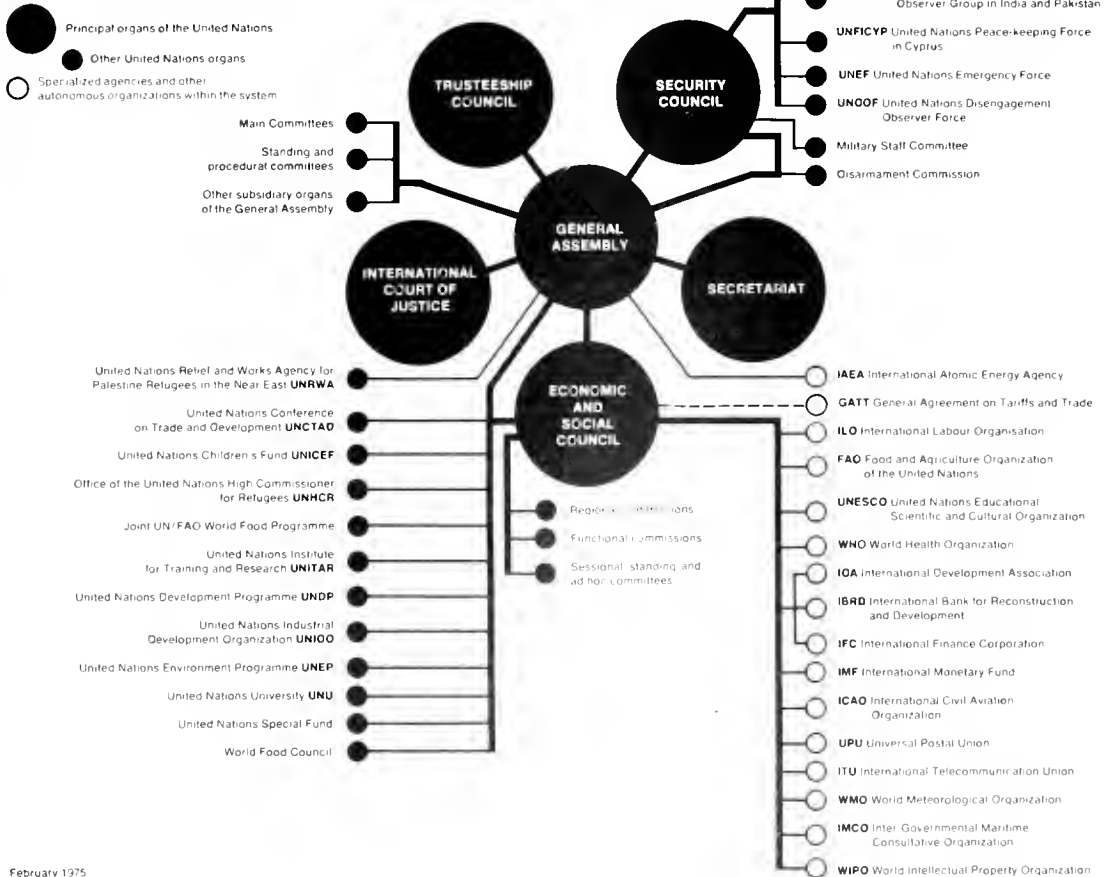 Principal organs of the United Nations
Other United Nations organs
Specialized agencies and other
autonomous organizations within the system
Main Committees
Standing and
procedural committees
Other subsidiary organs
of the General Assembly
TRUSTEESHIP
COUNCIL
SECURITY
COUNCIL
Observer Group in India and Pakistan
UNFICYP United Nations Peace-keeping Force
in Cyprus
UNEF United Nations Emergency Force
UNDOF United Nations Disengagement
Observer Force
Military Staff Committee
Disarmament Commission
GENERAL
ASSEMBLY
INTERNATIONAL
COURT OF
JUSTICE
SECRETARIAT
ECONOMIC
AND
SOCIAL
COUNCIL
United Nations Relief and Works Agency for
Palestine Refugees in the Near East UNRWA
United Nations Conference
on Trade and Development UNCTAD
United Nations Children's Fund UNICEF
Office of the United Nations High Commissioner
for Refugees UNHCR
Joint UN/FAO World Food Programme
United Nations Institute
for Training and Research UNITAR
United Nations Development Programme UNDP
United Nations Industrial
Development Organization UNIDO
United Nations Environment Programme UNEP
United Nations University UNU
United Nations Special Fund
World Food Council
Regional commissions
Functional commissions
Sessional, standing and
ad hoc committees
IAEA International Atomic Energy Agency
GATT General Agreement on Tariffs and Trade
ILO International Labour Organisation
FAO Food and Agriculture Organization
of the United Nations
UNESCO United Nations Educational
Scientific and Cultural Organization
WHO World Health Organization
IDA International Development Association
IBRD International Bank for Reconstruction
and Development
IFC International Finance Corporation
IMF International Monetary Fund
ICAO International Civil Aviation
Organization
UPU Universal Postal Union
ITU International Telecommunication Union
WMO World Meteorological Organization
IMCO Inter Governmental Maritime
Consultative Organization
WIPO World Intellectual Property Organization
February 1975